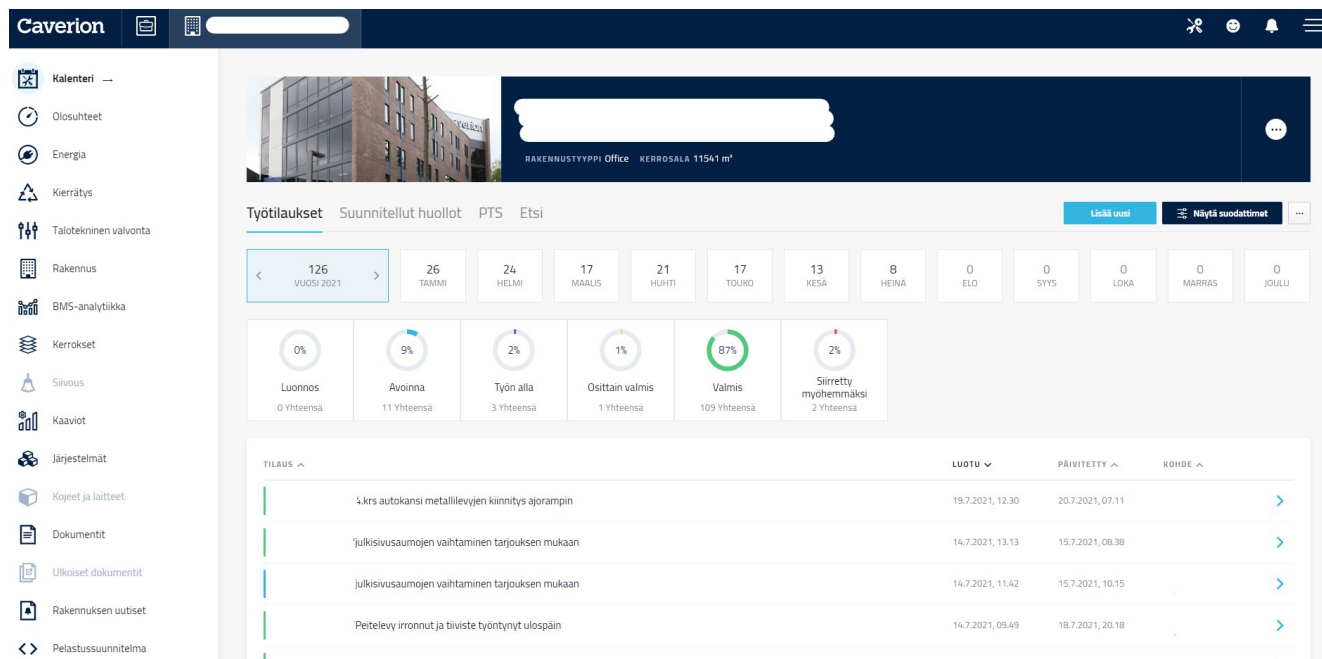 Caverion
Kalenteri →
Olosuhteet
Energia
Kierrätys
Talotekninen valvonta
Rakennus
BMS-analytiikka
Kerrokset
Siivous
Kaaviot
Järjestelmät
Kojeet ja laitteet
Dokumentit
Ulkoiset dokumentit
Rakennuksen uutiset
Pelastussuunnitelma
Caverion
RAKENNUSTYYPPI Office KERROSALA 11541 m²
Työtilaukset Suunnitellut huollot PTS Etsi
Lisää uusi Näytä suodattimet ...
126 26 24 17 21 17 13 8 0 0 0 0 0
VUOSI 2021 TAMMI HELMI MAALIS HUHTI TOUKO KESÄ HEINÄ ELO SYYS LOKA MARRAS JOULU
0% 9% 2% 1% 87% 2%
Luonnos Avoinna Työn alla Osittain valmis Valmis Siirretty
myöhemmäksi
0 Yhteensä 11 Yhteensä 3 Yhteensä 1 Yhteensä 109 Yhteensä 2 Yhteensä
TILAUS LUOTU PÄIVITETTY KOHDE
4.krs autokansi metallilevyjen kiinnitys ajorampin 19.7.2021, 12.30 20.7.2021, 07.11
julkisivusaumojen vaihtaminen tarjouksen mukaan 14.7.2021, 13.13 15.7.2021, 08.38
julkisivusaumojen vaihtaminen tarjouksen mukaan 14.7.2021, 11.42 15.7.2021, 10.15
Peitelevy irronnut ja tiiviste työntynyt ulospäin 14.7.2021, 09.49 18.7.2021, 20.18